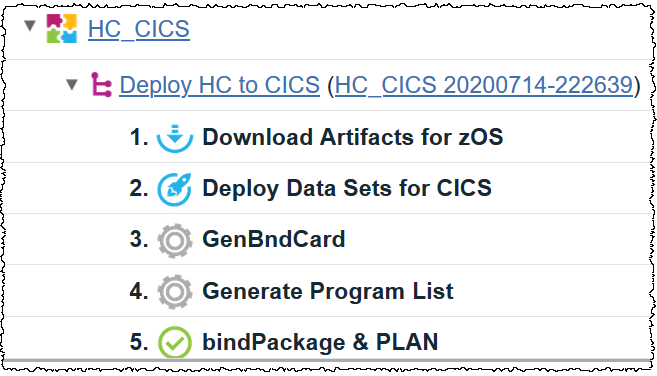 HC_CICS
Deploy HC to CICS (HC_CICS 20200714-222639)
1. Download Artifacts for zOS
2. Deploy Data Sets for CICS
3. GenBndCard
4. Generate Program List
5. bindPackage & PLAN